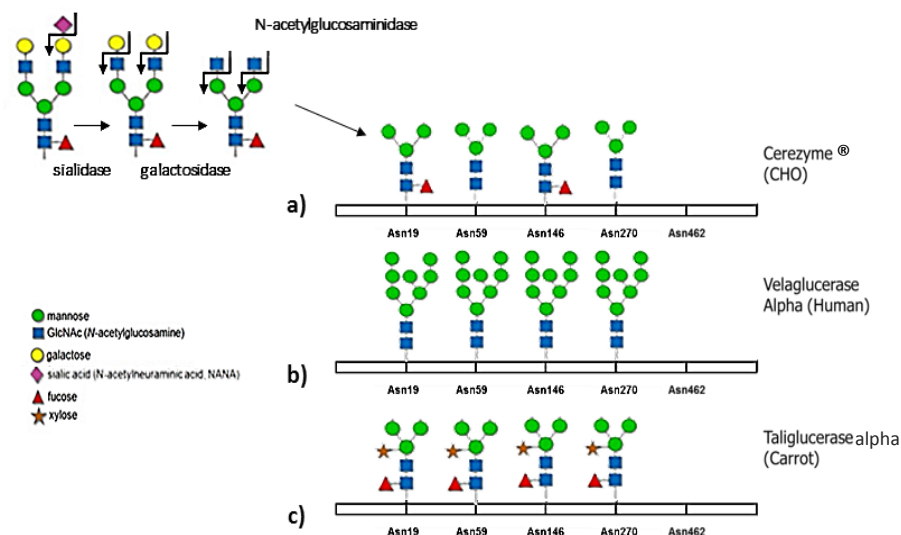 N-acetylglucosaminidase
sialidase
galactosidase
Cerezyme ®
(CHO)
a)
Asn19 Asn59 Asn146 Asn270 Asn462
Velaglucerase
Alpha (Human)
b)
Asn19 Asn59 Asn146 Asn270 Asn462
mannose
GlcNAc (N-acetylglucosamine)
galactose
sialic acid (N-acetylneuraminic acid, NANA)
fucose
xylose
Taliglucerase alpha
(Carrot)
c)
Asn19 Asn59 Asn146 Asn270 Asn462